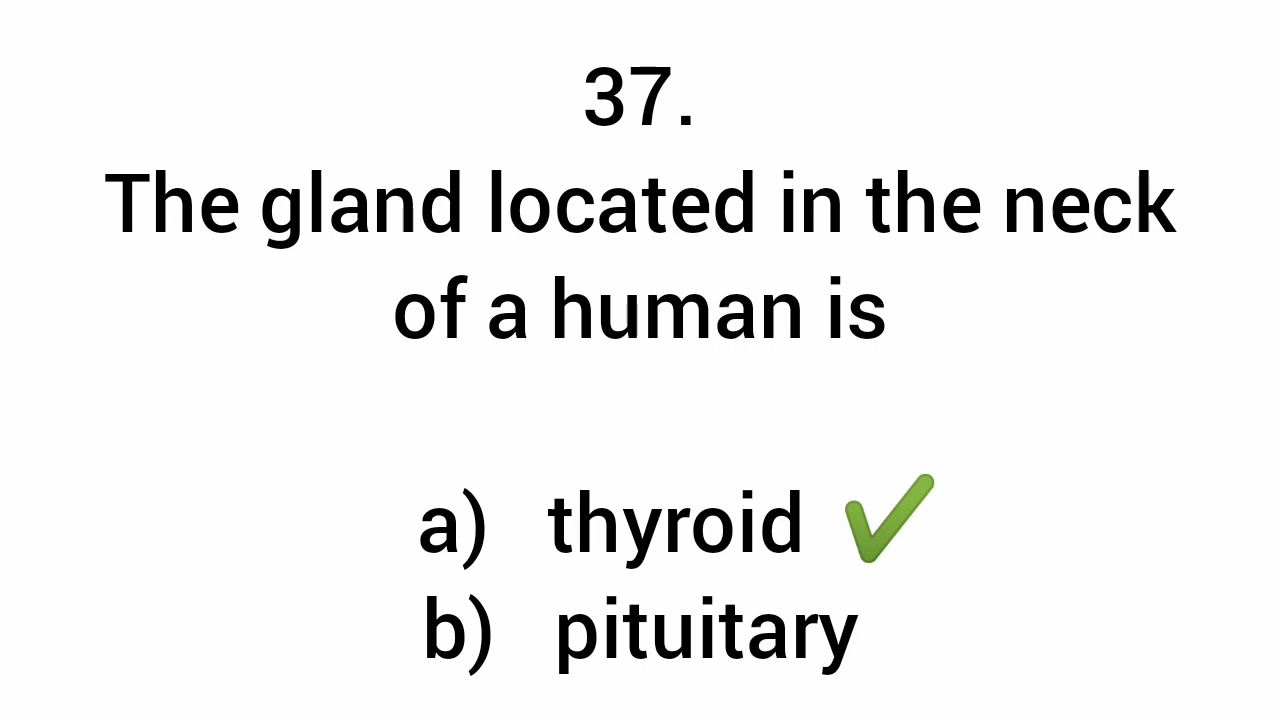 37.
The gland located in the neck
of a human is
a) thyroid ✔
b) pituitary